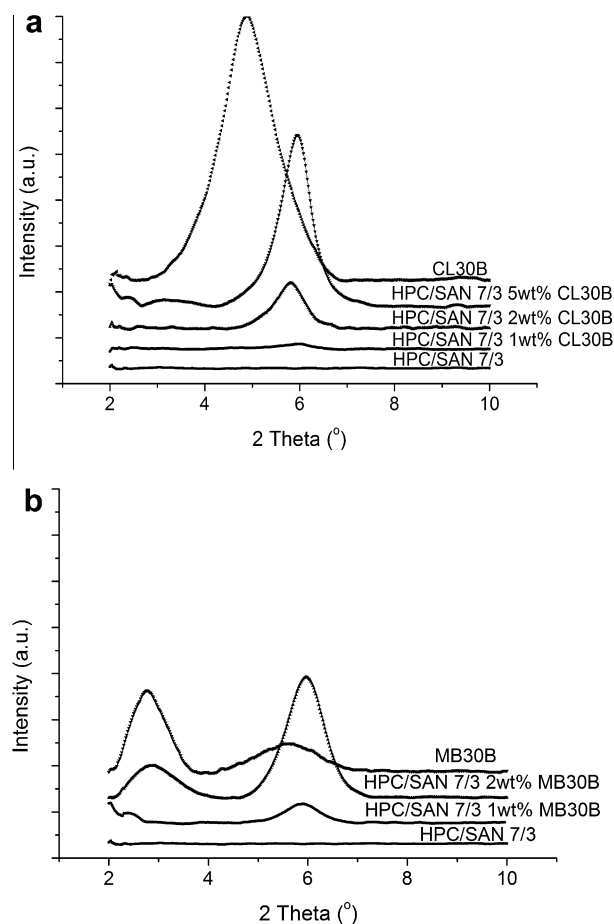 a
Intensity (a.u.)
CL30B
HPC/SAN 7/3 5wt% CL30B
HPC/SAN 7/3 2wt% CL30B
HPC/SAN 7/3 1wt% CL30B
HPC/SAN 7/3
2 4 6 8 10
2 Theta (o)
b
Intensity (a.u.)
MB30B
HPC/SAN 7/3 2wt% MB30B
HPC/SAN 7/3 1wt% MB30B
HPC/SAN 7/3
2 4 6 8 10
2 Theta (o)